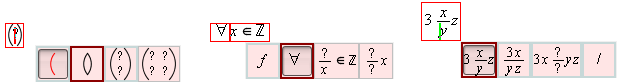 (?) ∀ x ∈ ℤ 3 x/y z
( () (? ?) (? ? ? ?) f ∀ ?/x ∈ ℤ ?/? x 3 x/y z 3x/yz 3x ?/? yz /